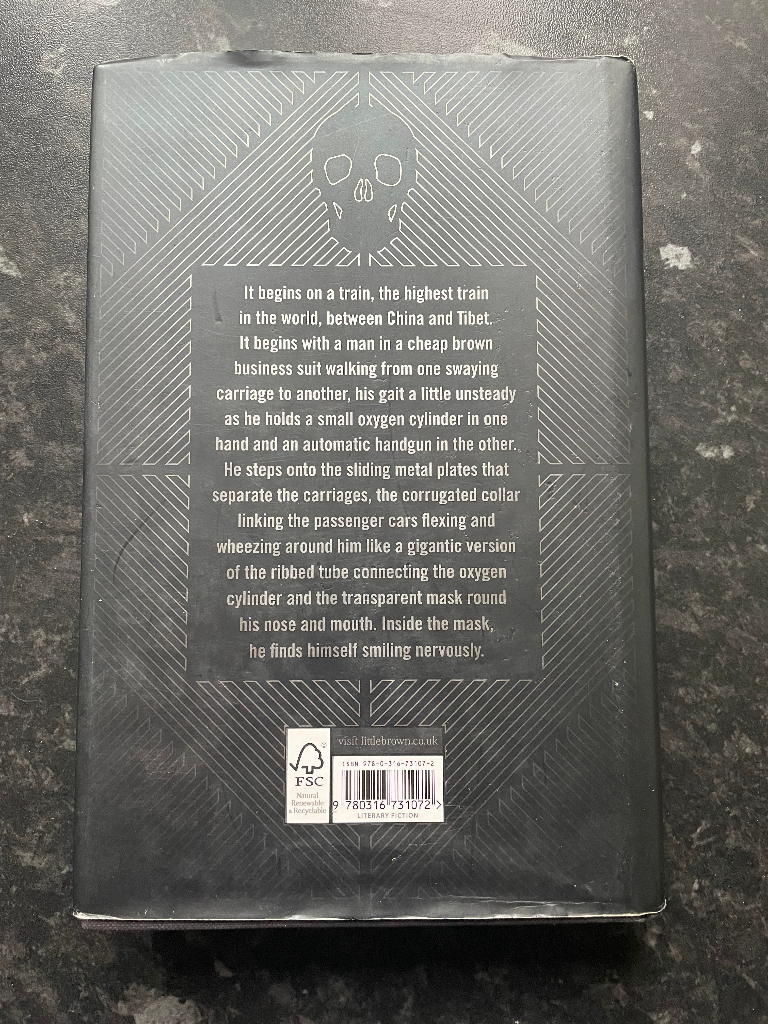 It begins on a train, the highest train
in the world, between China and Tibet.
It begins with a man in a cheap brown
business suit walking from one swaying
carriage to another, his gait a little unsteady
as he holds a small oxygen cylinder in one
hand and an automatic handgun in the other.
He steps onto the sliding metal plates that
separate the carriages, the corrugated collar
linking the passenger cars flexing and
wheezing around him like a gigantic version
of the ribbed tube connecting the oxygen
cylinder and the transparent mask round
his nose and mouth. Inside the mask,
he finds himself smiling nervously.
visit littlebrown.co.uk
ISBN 978-0-316-73107-2
FSC
Natural
Renewable
& Recyclable
9 780316 731072 >
LITERARY FICTION